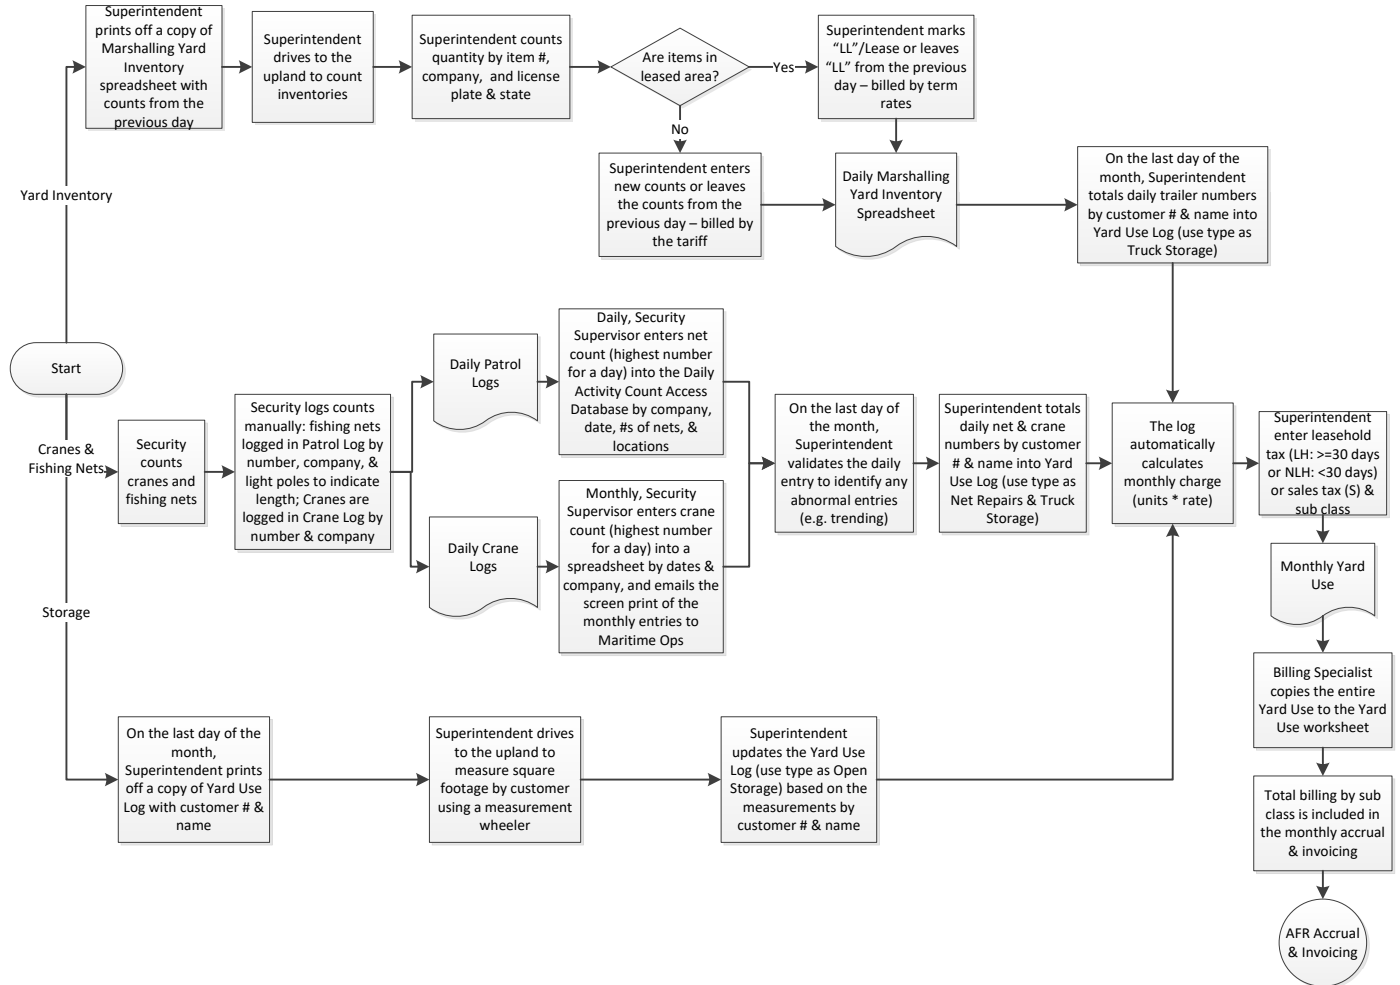 Superintendent
prints off a copy of
Marshalling Yard
Inventory
spreadsheet with
counts from the
previous day
Superintendent
drives to the
upland to count
inventories
Superintendent counts
quantity by item #,
company,  and license
plate & state
Are items in
leased area?
Yes
Superintendent marks
“LL”/Lease or leaves
“LL” from the previous
day – billed by term
rates
No
Yard Inventory
Superintendent enters
new counts or leaves
the counts from the
previous day – billed by
the tariff
Daily Marshalling
Yard Inventory
Spreadsheet
On the last day of the
month, Superintendent
totals daily trailer numbers
by customer # & name into
Yard Use Log (use type as
Truck Storage)
Start
Cranes &
Fishing Nets
Security
counts
cranes and
fishing nets
Security logs counts
manually: fishing nets
logged in Patrol Log by
number, company, &
light poles to indicate
length; Cranes are
logged in Crane Log by
number & company
Daily Patrol
Logs
Daily, Security
Supervisor enters net
count (highest number
for a day) into the Daily
Activity Count Access
Database by company,
date, #s of nets, &
locations
Daily Crane
Logs
Monthly, Security
Supervisor enters crane
count (highest number
for a day) into a
spreadsheet by dates &
company, and emails the
screen print of the
monthly entries to
Maritime Ops
On the last day of
the month,
Superintendent
validates the daily
entry to identify any
abnormal entries
(e.g. trending)
Superintendent totals
daily net & crane
numbers by customer
# & name into Yard
Use Log (use type as
Net Repairs & Truck
Storage)
The log
automatically
calculates
monthly charge
(units * rate)
Superintendent
enter leasehold
tax (LH: >=30 days
or NLH: <30 days)
or sales tax (S) &
sub class
Monthly Yard
Use
Billing Specialist
copies the entire
Yard Use to the Yard
Use worksheet
Total billing by sub
class is included in
the monthly accrual
& invoicing
AFR Accrual
& Invoicing
Storage
On the last day of the
month,
Superintendent prints
off a copy of Yard Use
Log with customer # &
name
Superintendent drives
to the upland to
measure square
footage by customer
using a measurement
wheeler
Superintendent
updates the Yard Use
Log (use type as Open
Storage) based on the
measurements by
customer # & name